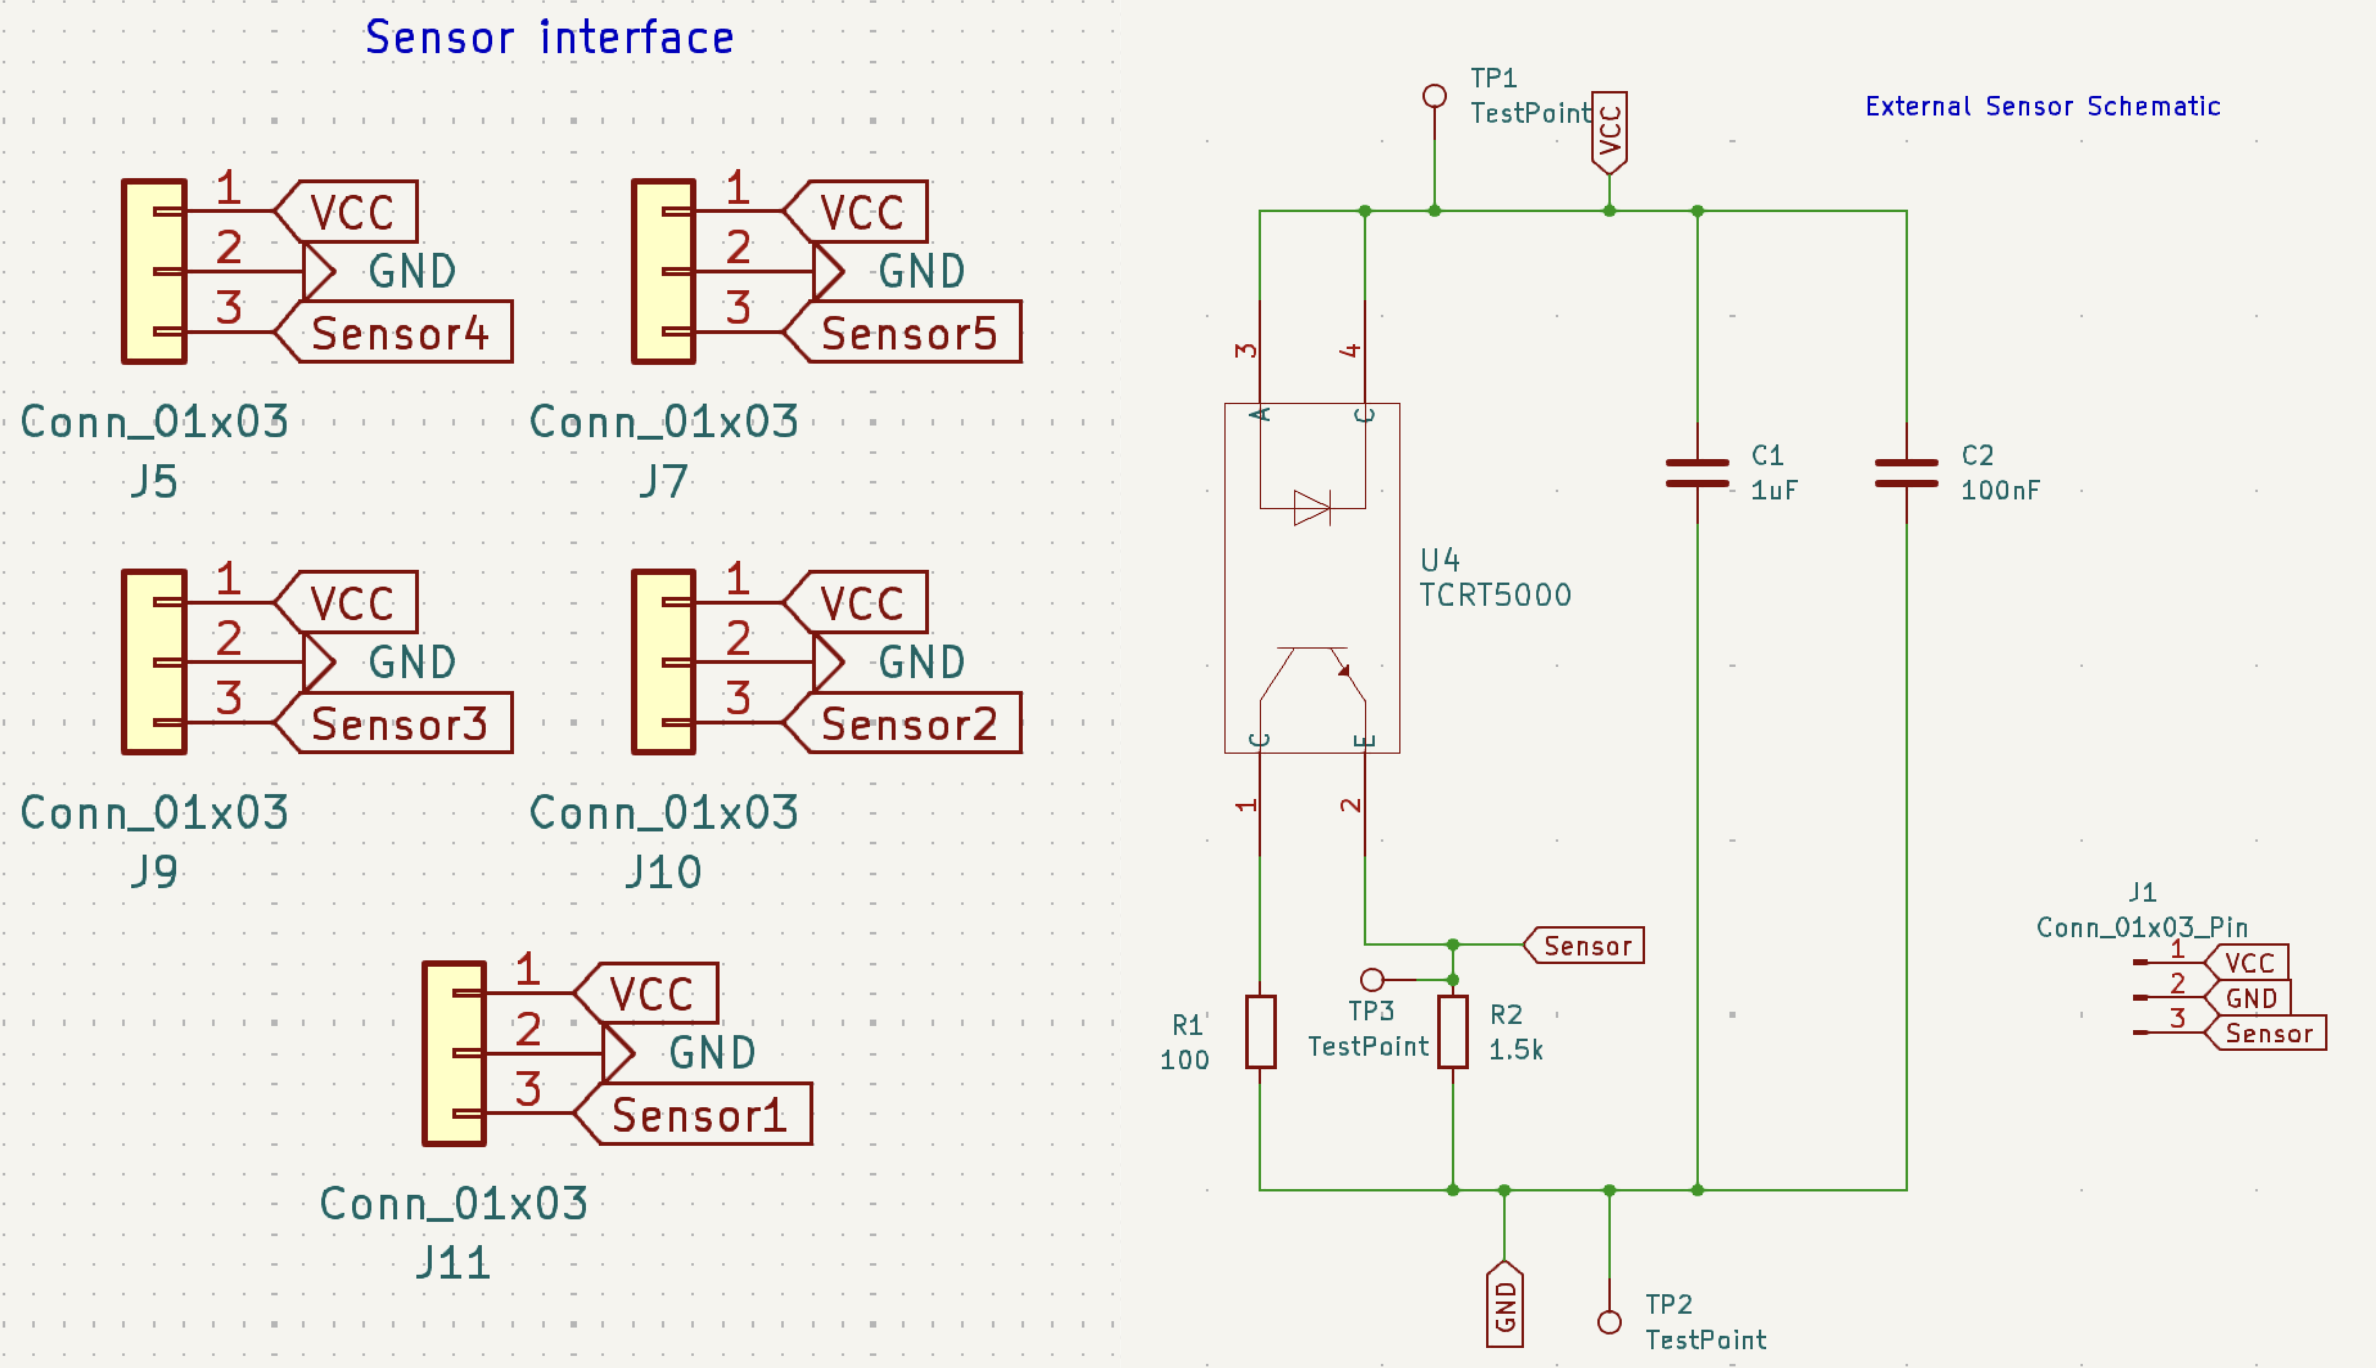 Sensor interface
1
VCC
2
GND
3
Sensor4
Conn_01x03
J5
1
VCC
2
GND
3
Sensor5
Conn_01x03
J7
1
VCC
2
GND
3
Sensor3
Conn_01x03
J9
1
VCC
2
GND
3
Sensor2
Conn_01x03
J10
1
VCC
2
GND
3
Sensor1
Conn_01x03
J11
TP1
TestPoint
VCC
External Sensor Schematic
3
4
A
C
C1
1uF
C2
100nF
U4
TCRT5000
C
E
1
2
Sensor
TP3
TestPoint
R1
100
R2
1.5k
J1
Conn_01x03_Pin
1
VCC
2
GND
3
Sensor
GND
TP2
TestPoint